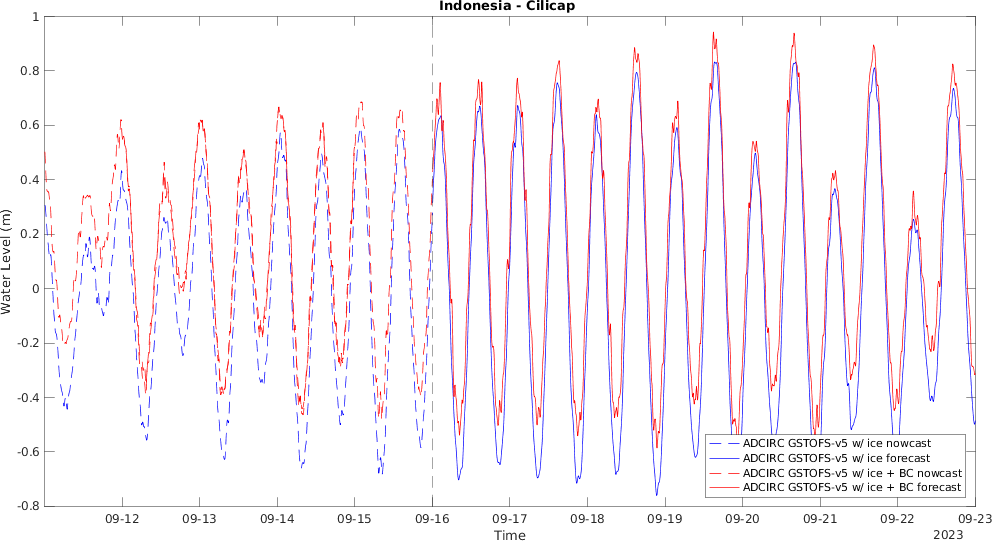 Indonesia - Cilicap
1
0.8
0.6
0.4
0.2
0
-0.2
-0.4
-0.6
-0.8
Water Level (m)
ADCIRC GSTOFS-v5 w/ ice nowcast
ADCIRC GSTOFS-v5 w/ ice forecast
ADCIRC GSTOFS-v5 w/ ice + BC nowcast
ADCIRC GSTOFS-v5 w/ ice + BC forecast
09-12 09-13 09-14 09-15 09-16 09-17 09-18 09-19 09-20 09-21 09-22 09-23
Time
2023